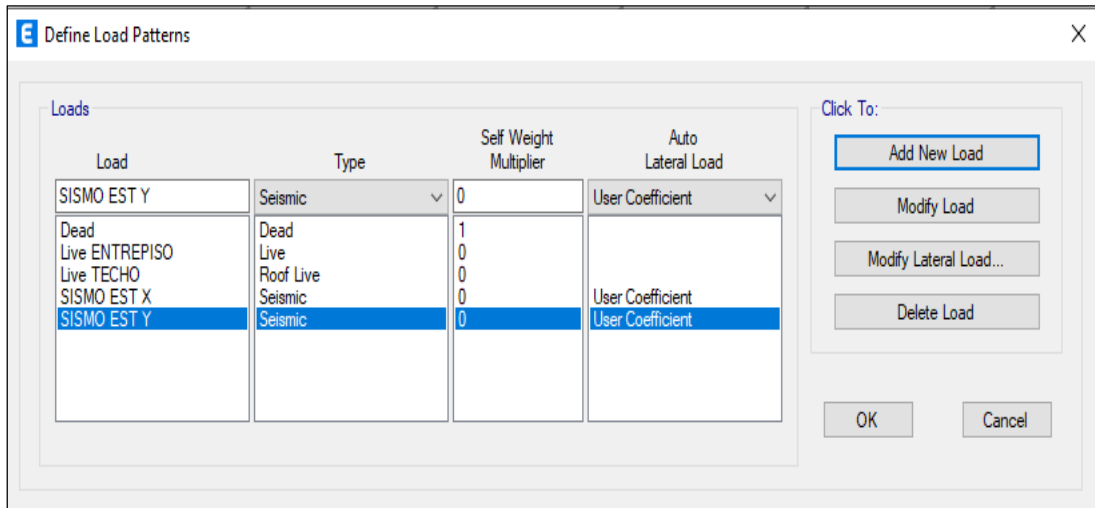 E Define Load Patterns X
Loads
Click To:
Load Type Self Weight Multiplier Auto Lateral Load
SISMO EST Y Seismic 0 User Coefficient
Dead Dead 1
Live ENTREPISO Live 0
Live TECHO Roof Live 0
SISMO EST X Seismic 0 User Coefficient
SISMO EST Y Seismic 0 User Coefficient
Add New Load
Modify Load
Modify Lateral Load...
Delete Load
OK Cancel